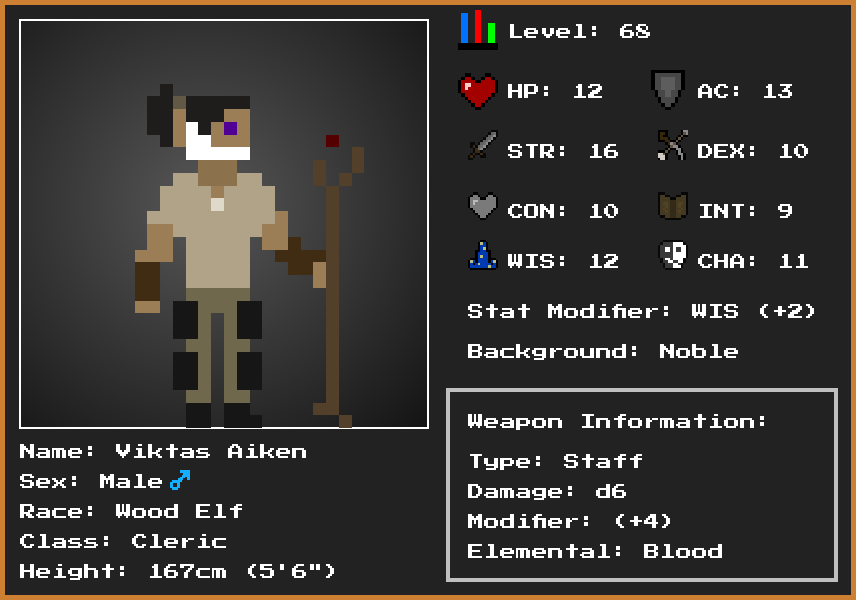 Level: 68
HP: 12
AC: 13
STR: 16
DEX: 10
CON: 10
INT: 9
WIS: 12
CHA: 11
Stat Modifier: WIS (+2)
Background: Noble
Weapon Information:
Type: Staff
Damage: d6
Modifier: (+4)
Elemental: Blood
Name: Viktas Aiken
Sex: Male♂
Race: Wood Elf
Class: Cleric
Height: 167cm (5'6")